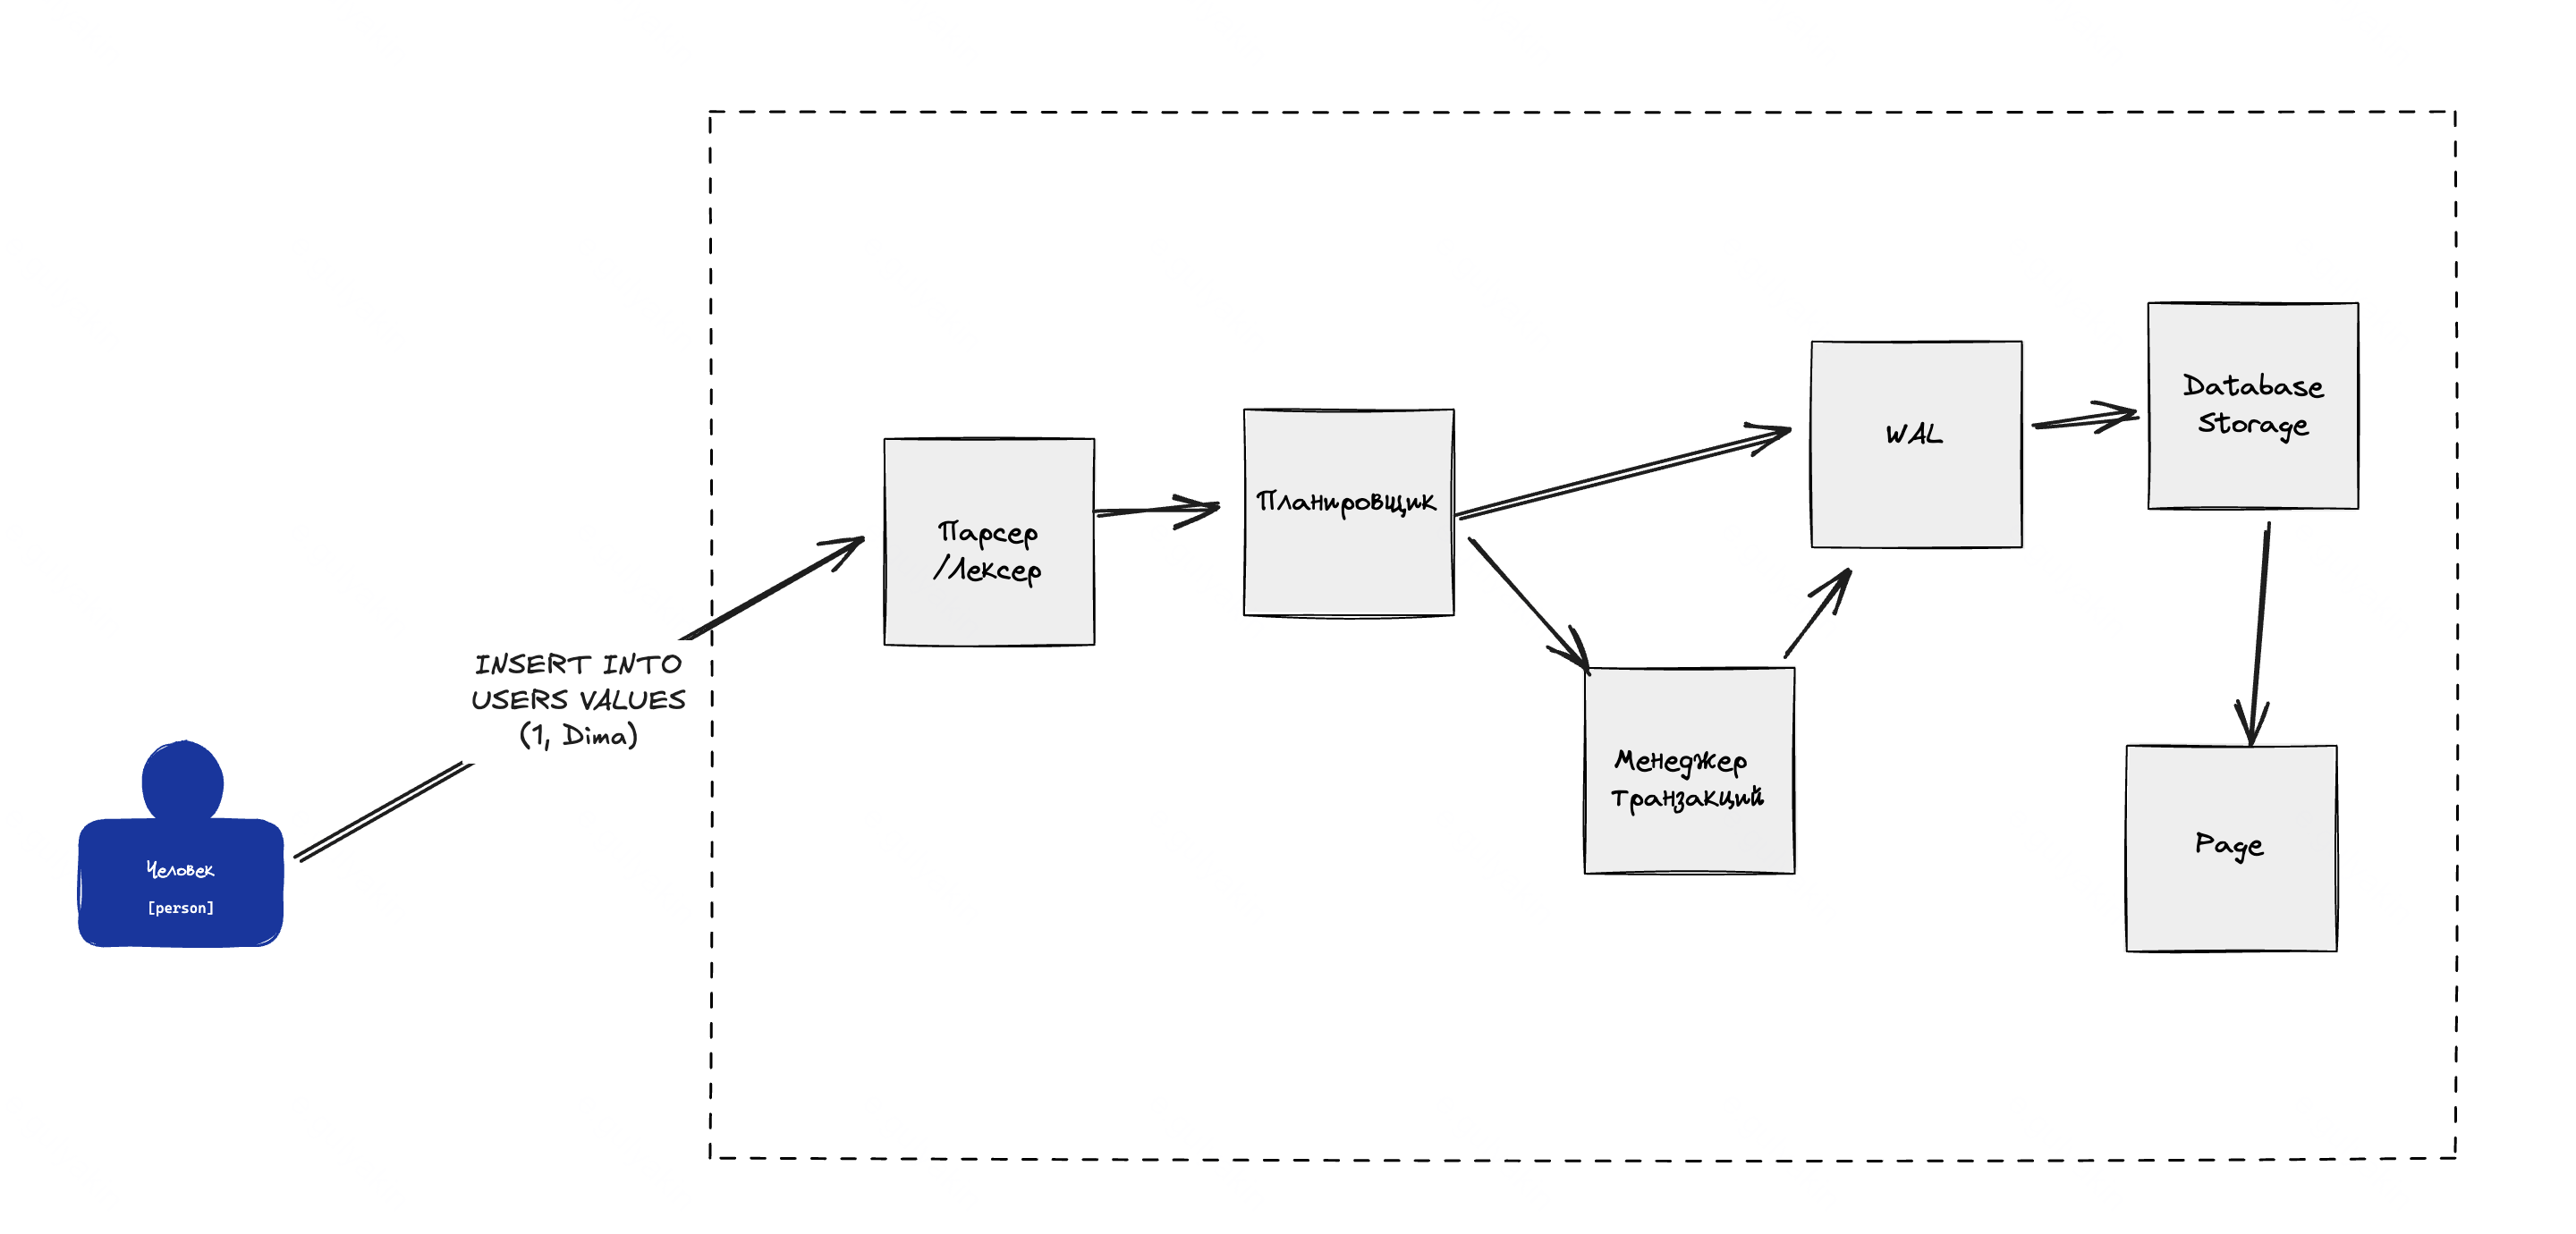 INSERT INTO
USERS VALUES
(1, Dima)
Человек
[person]
Парсер
/Лексер
Планировщик
Менеджер
транзакций
WAL
Database
Storage
Page